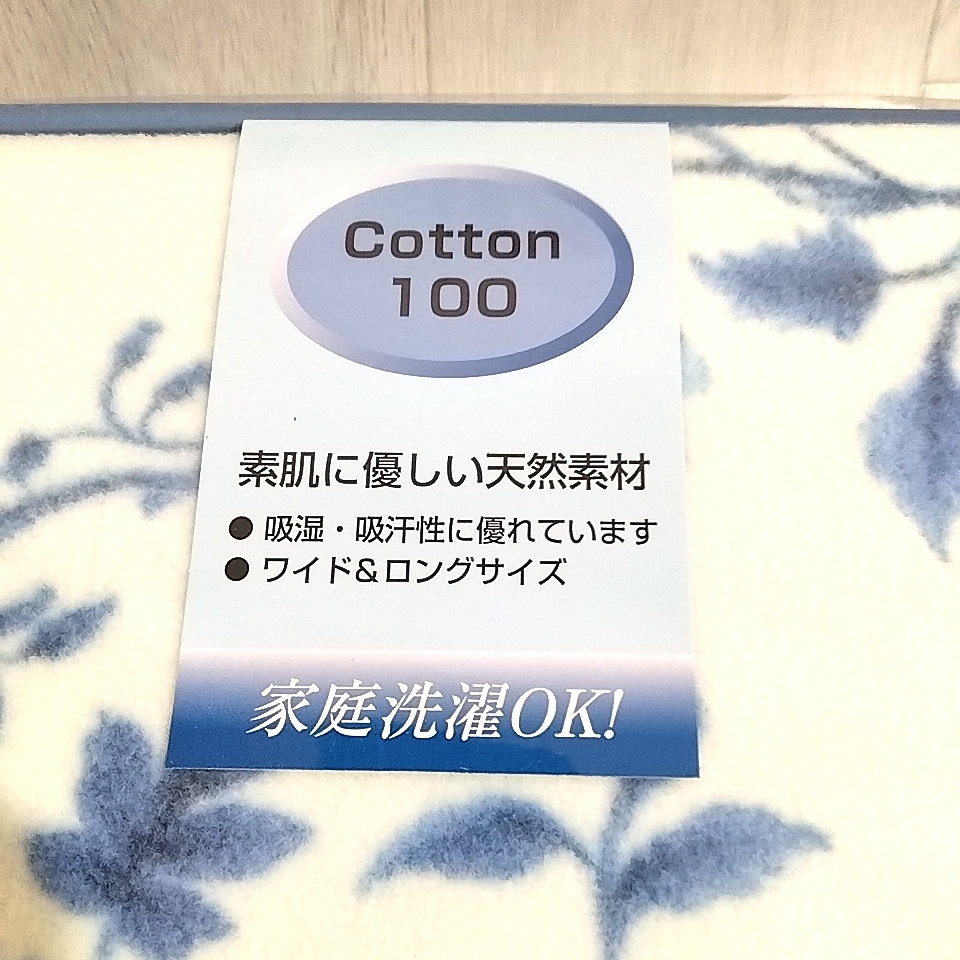 Cotton
100
素肌に優しい天然素材
● 吸湿・吸汗性に優れています
● ワイド&ロングサイズ
家庭洗濯OK!